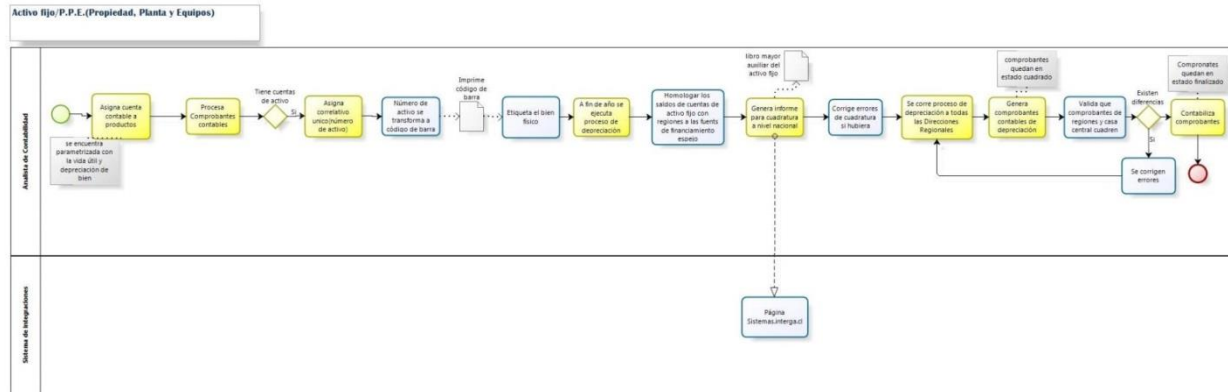 Activo fijo/P.P.E.(Propiedad, Planta y Equipos)
Analista de Contabilidad
Asigna cuenta
contable a
productos
se encuentra
parametrizada con
la vida útil y
depreciación de
bien
Procesa
Comprobantes
contables
Tiene cuentas
de activo
Si
Asigna
correlativo
unico(número
de activo)
Número de
activo se
transforma a
código de barra
Imprime
código de
barra
Etiqueta el bien
físico
A fin de año se
ejecuta
proceso de
depreciación
Homologar los
saldos de cuentas de
activo fijo con
regiones a las fuents
de financimiento
espejo
libro mayor
auxiliar del
activo fijo
Genera informe
para cuadratura
a nivel nacional
Corrige errores
de cuadratura
si hubiera
Se corre proceso de
depreciación a todas
las Direcciones
Regionales
comprobantes
quedan en
estado cuadrado
Genera
comprobantes
contables de
depreciación
Valida que
comprobantes de
regiones y casa
central cuadren
Existen
diferencias
Si
Se corrigen
errores
Compronates
quedan en
estado finalizado
Contabiliza
comprobantes
Sistema de Integraciones
Página
Sistemas.interga.cl